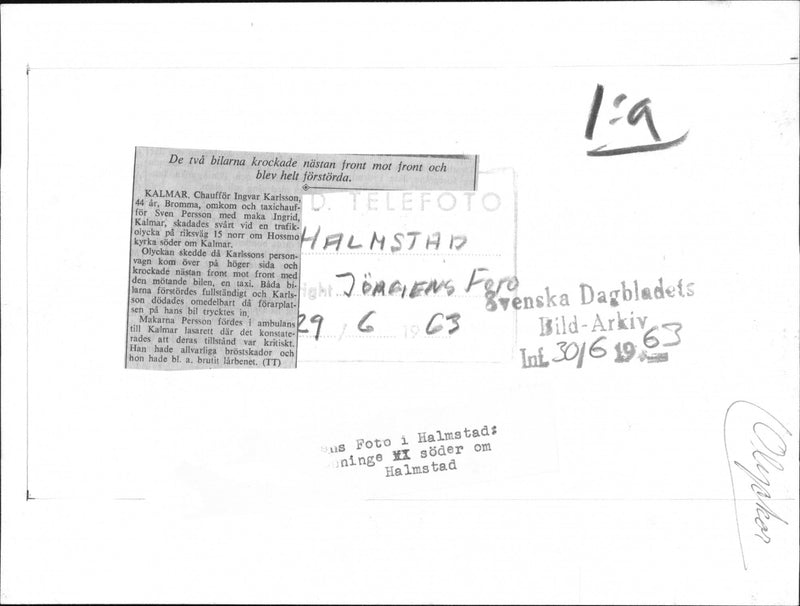 1:a
De två bilarna krockade nästan front mot front och
blev helt förstörda.
KALMAR. Chaufför Ingvar Karlsson,
44 år, Bromma, omkom och taxichauf-
för Sven Persson med maka Ingrid,
Kalmar, skadades svårt vid en trafik-
olycka på riksväg 15 norr om Hossmo
kyrka söder om Kalmar.
Olyckan skedde då Karlssons person-
vagn kom över på höger sida och
krockade nästan front mot front med
den mötande bilen, en taxi. Båda bi-
larna förstördes fullständigt och Karls-
son dödades omedelbart då förarplat-
sen på hans bil trycktes in.
Makarna Persson fördes i ambulans
till Kalmar lasarett där det konstate-
rades att deras tillstånd var kritiskt.
Han hade allvarliga bröstskador och
hon hade bl. a. brutit lårbenet. (TT)
D. TELEFOTO
HALMSTAD
ight JÖRGENS FOTO
29 / 6 1963
Svenska Dagbladets
Bild-Arkiv
Inf. 30/6 1963
ens Foto i Halmstad:
ninge XX söder om
Halmstad
Olyckor